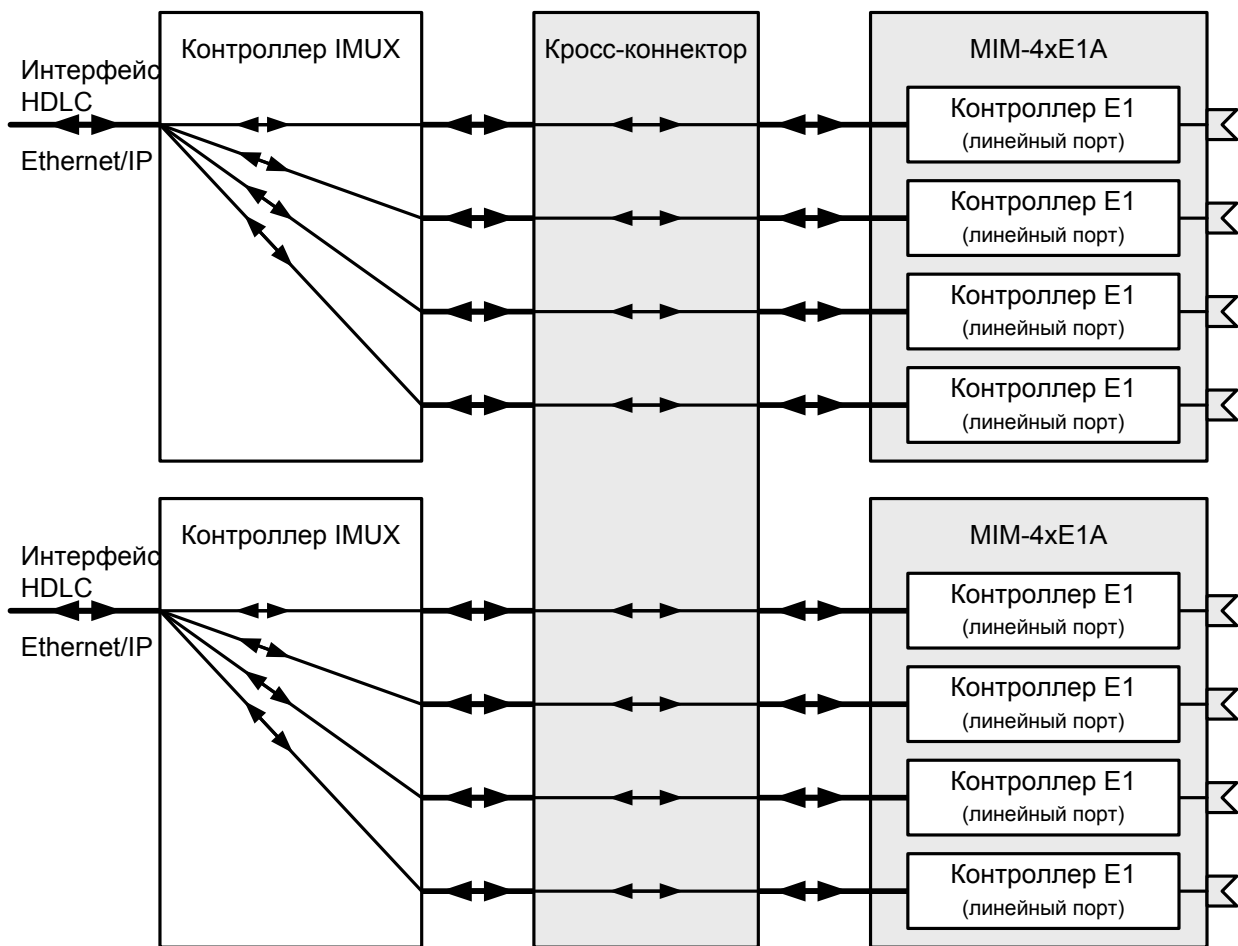 Контроллер IMUX
Кросс-коннектор
MIM-4xE1A
Интерфейс
HDLC
Ethernet/IP
Контроллер E1
(линейный порт)
Контроллер E1
(линейный порт)
Контроллер E1
(линейный порт)
Контроллер E1
(линейный порт)
Контроллер IMUX
MIM-4xE1A
Интерфейс
HDLC
Ethernet/IP
Контроллер E1
(линейный порт)
Контроллер E1
(линейный порт)
Контроллер E1
(линейный порт)
Контроллер E1
(линейный порт)